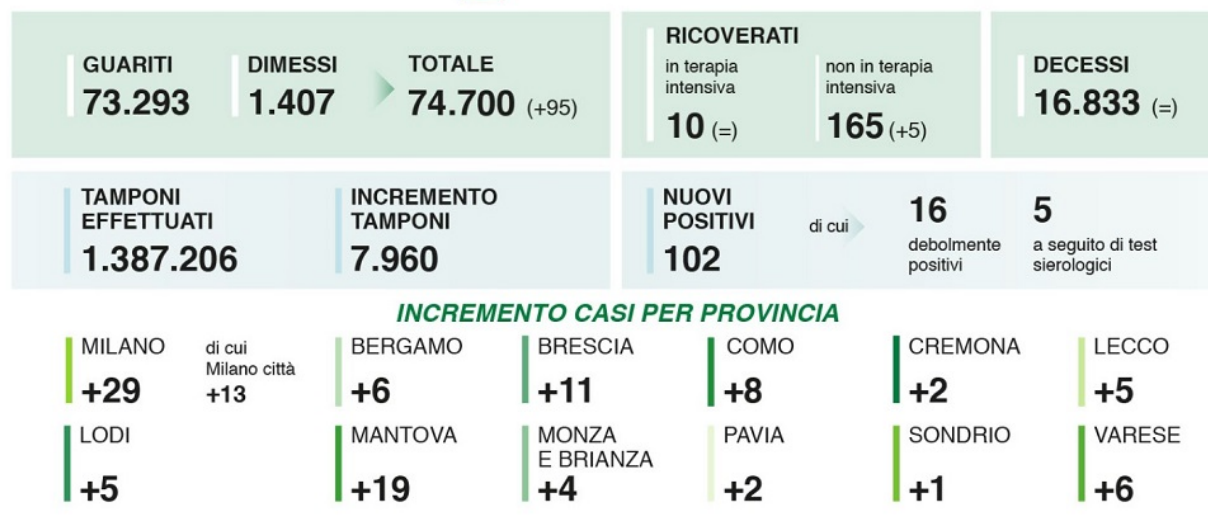 GUARITI
73.293
DIMESSI
1.407
TOTALE
74.700 (+95)
RICOVERATI
in terapia
intensiva
10 (=)
non in terapia
intensiva
165 (+5)
DECESSI
16.833 (=)
TAMPONI
EFFETTUATI
1.387.206
INCREMENTO
TAMPONI
7.960
NUOVI
POSITIVI
102
di cui
16
debolmente
positivi
5
a seguito di test
sierologici
INCREMENTO CASI PER PROVINCIA
MILANO
+29
di cui
Milano città
+13
BERGAMO
+6
BRESCIA
+11
COMO
+8
CREMONA
+2
LECCO
+5
LODI
+5
MANTOVA
+19
MONZA
E BRIANZA
+4
PAVIA
+2
SONDRIO
+1
VARESE
+6